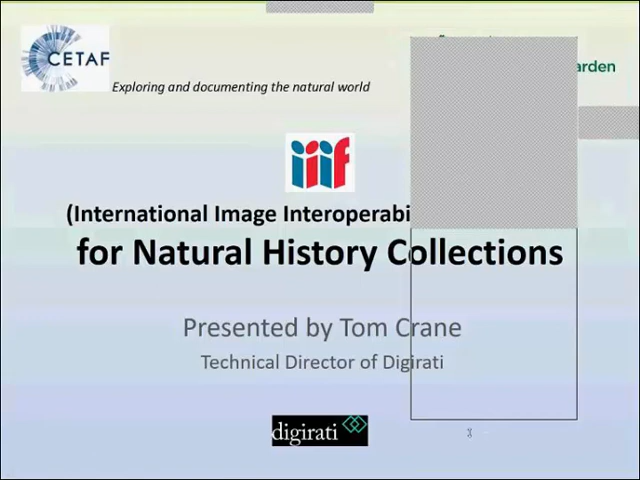 CETAF
arden
Exploring and documenting the natural world
iiif
(International Image Interoperabi
for Natural History Collections
Presented by Tom Crane
Technical Director of Digirati
digirati